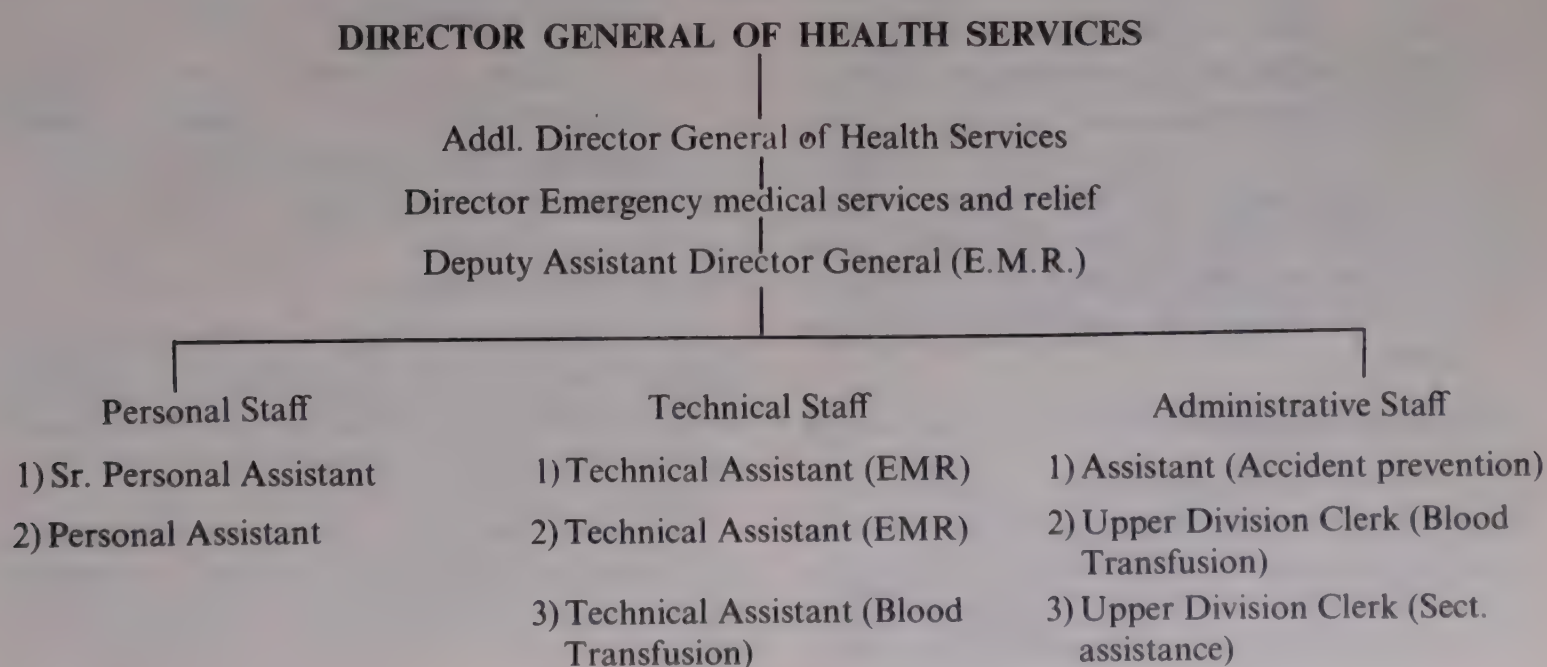 DIRECTOR GENERAL OF HEALTH SERVICES
Addl. Director General of Health Services
Director Emergency medical services and relief
Deputy Assistant Director General (E.M.R.)
Personal Staff
1) Sr. Personal Assistant
2) Personal Assistant
Technical Staff
1) Technical Assistant (EMR)
2) Technical Assistant (EMR)
3) Technical Assistant (Blood
Transfusion)
Administrative Staff
1) Assistant (Accident prevention)
2) Upper Division Clerk (Blood
Transfusion)
3) Upper Division Clerk (Sect.
assistance)